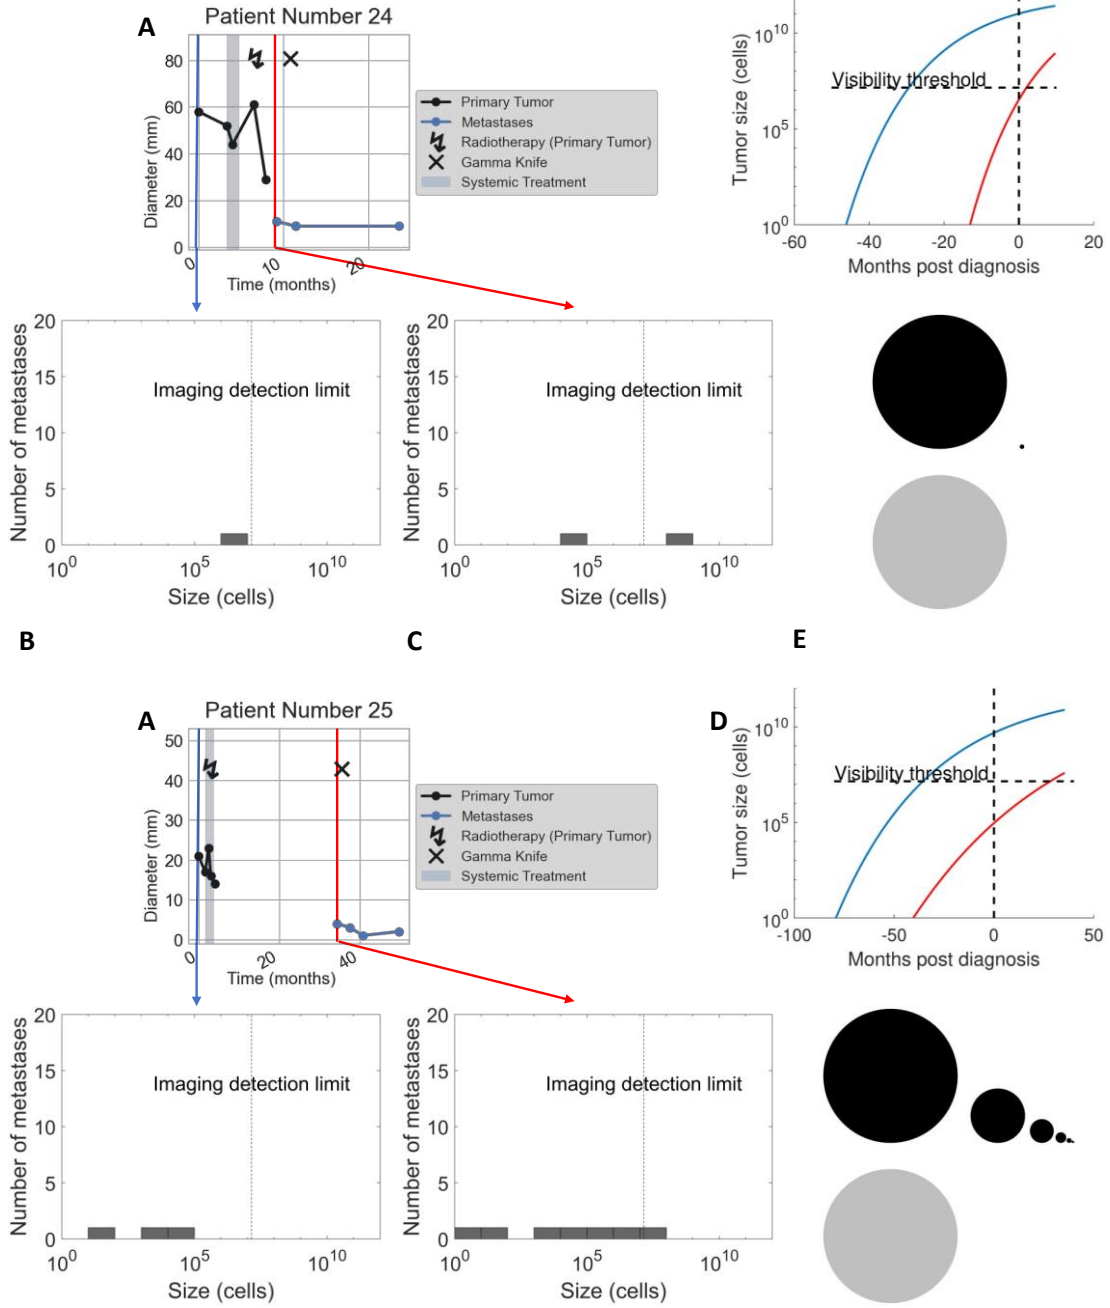 A
Patient Number 24
Diameter (mm)
80
60
40
20
0
0
10
20
Time (months)
Primary Tumor
Metastases
Radiotherapy (Primary Tumor)
Gamma Knife
Systemic Treatment
Tumor size (cells)
10^10
10^5
10^0
Visibility threshold
-60 -40 -20 0 20
Months post diagnosis
Number of metastases
20
15
10
5
0
Imaging detection limit
10^0 10^5 10^10
Size (cells)
Number of metastases
20
15
10
5
0
Imaging detection limit
10^0 10^5 10^10
Size (cells)
B
C
E
A
Patient Number 25
Diameter (mm)
50
40
30
20
10
0
0
20
40
Time (months)
Primary Tumor
Metastases
Radiotherapy (Primary Tumor)
Gamma Knife
Systemic Treatment
D
Tumor size (cells)
10^10
10^5
10^0
Visibility threshold
-100 -50 0 50
Months post diagnosis
Number of metastases
20
15
10
5
0
Imaging detection limit
10^0 10^5 10^10
Size (cells)
Number of metastases
20
15
10
5
0
Imaging detection limit
10^0 10^5 10^10
Size (cells)